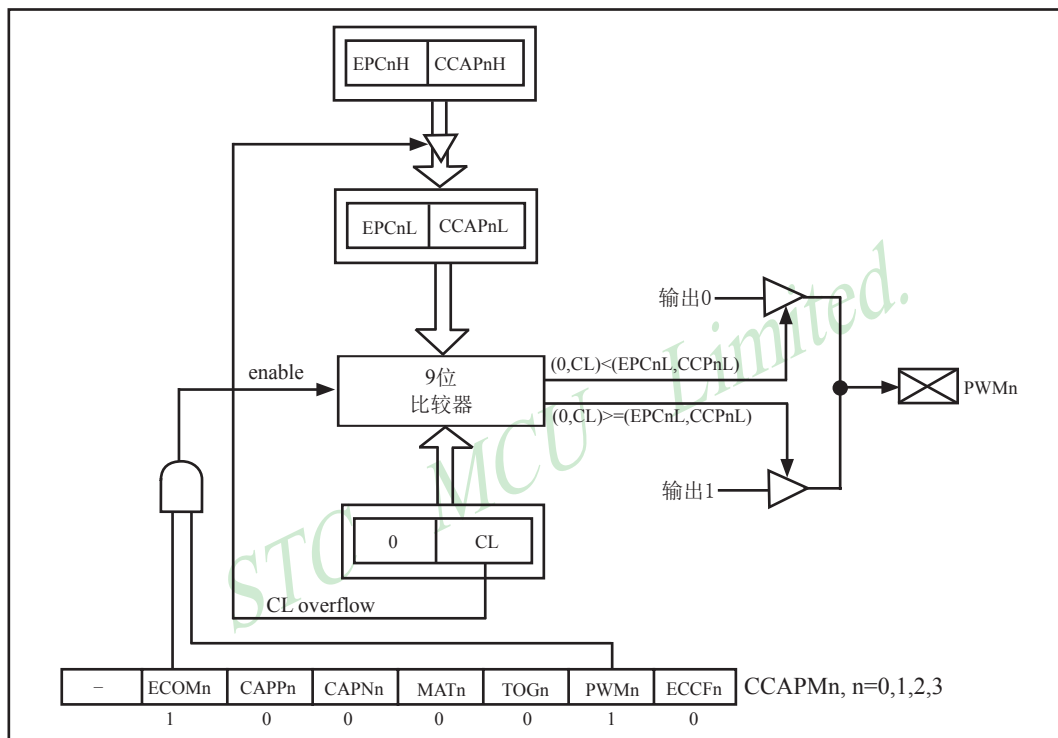 EPCnH CCAPnH
EPCnL CCAPnL
输出0
(0,CL)<(EPCnL,CCPnL)
enable
9位
比较器
PWMn
(0,CL)>=(EPCnL,CCPnL)
输出1
0 CL
CL overflow
STC MCU Limited.
– ECOMn CAPPn CAPNn MATn TOGn PWMn ECCFn CCAPMn, n=0,1,2,3
1 0 0 0 0 1 0